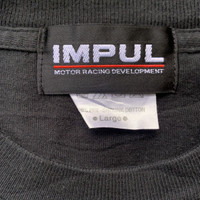 IMPUL
MOTOR RACING DEVELOPMENT
Large